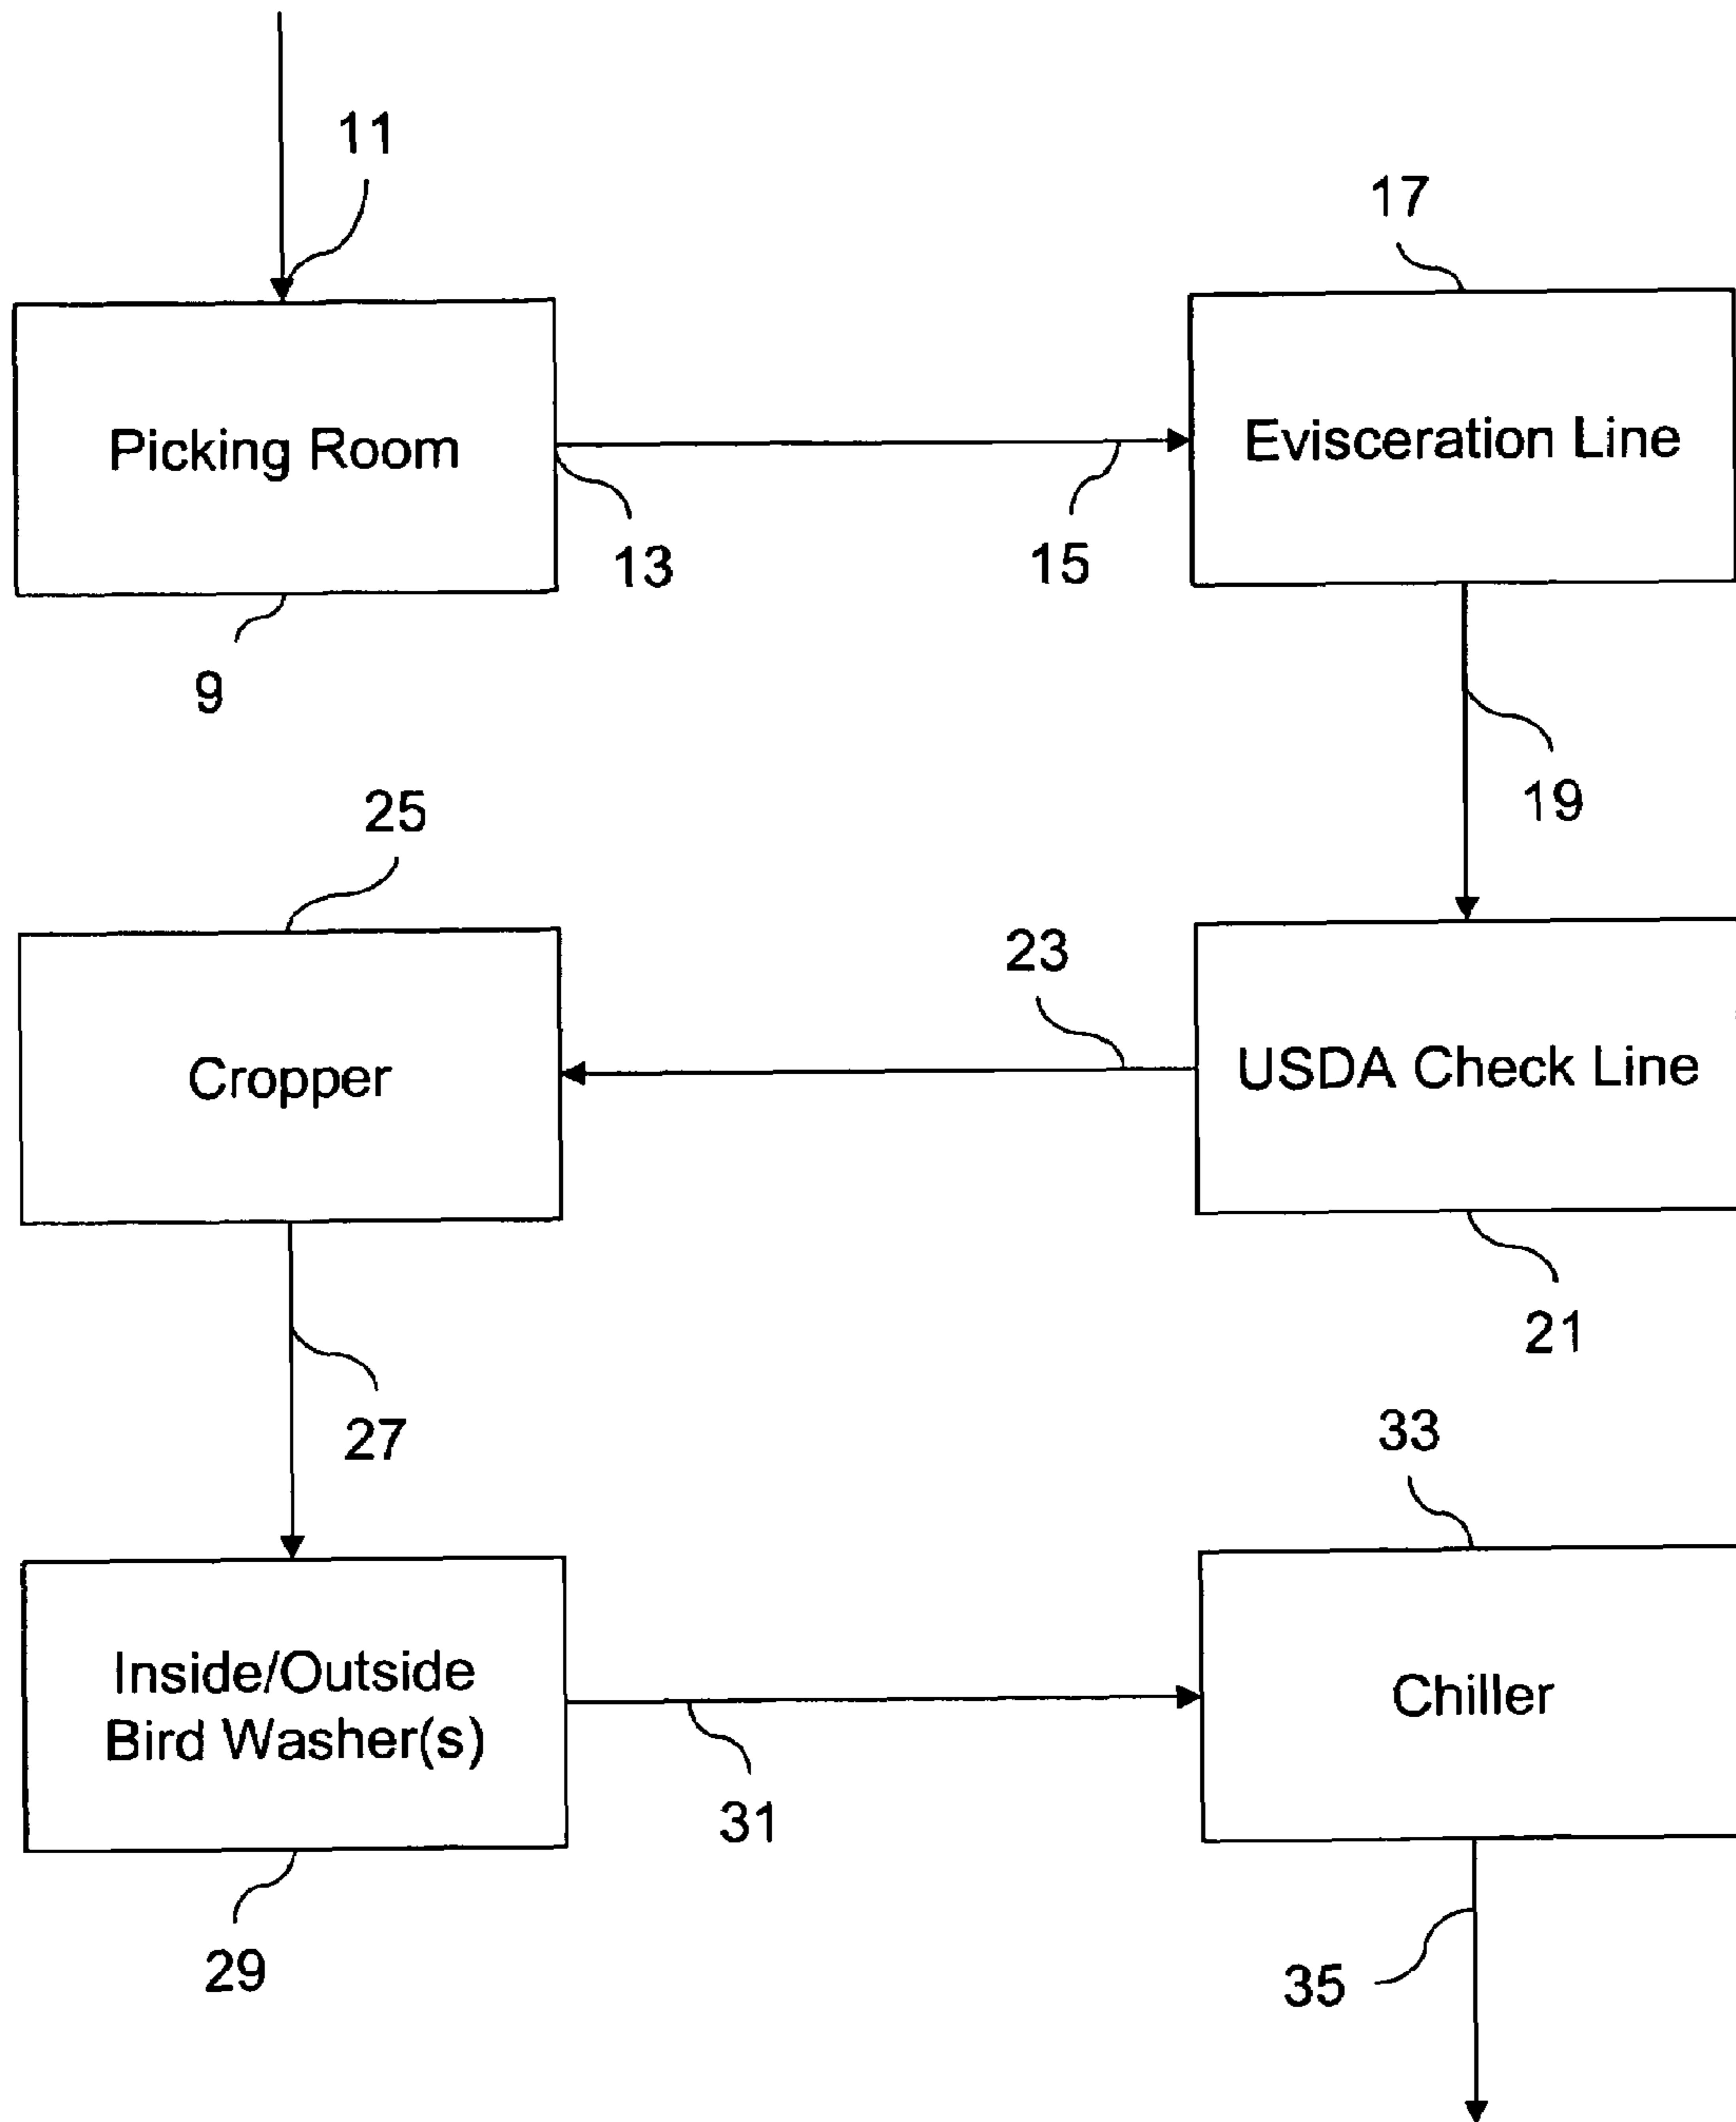 11
17
Picking Room
Evisceration Line
13
15
9
19
25
23
Cropper
USDA Check Line
21
27
33
Inside/Outside
Bird Washer(s)
Chiller
31
29
35